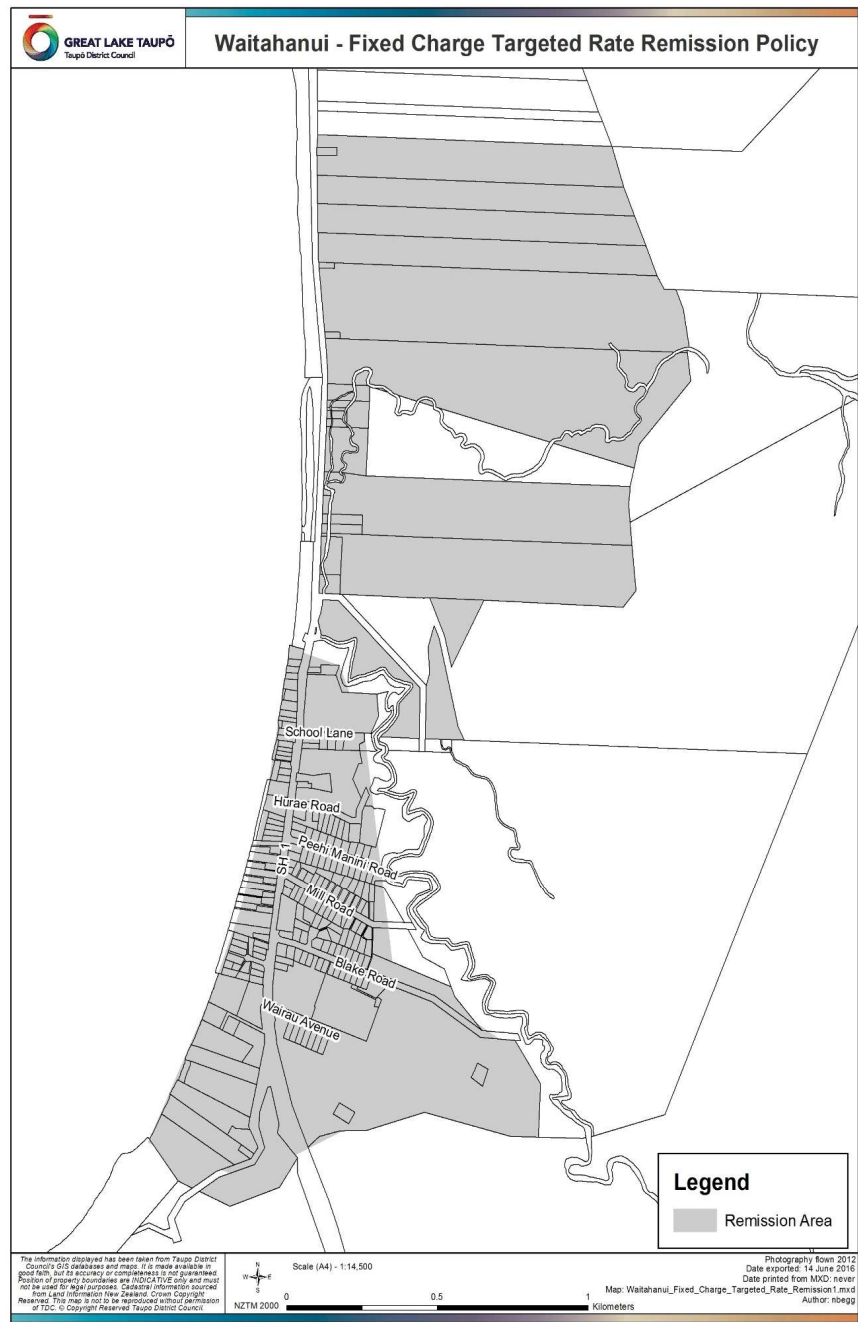 GREAT LAKE TAUPŌ
Taupō District Council
Waitahanui - Fixed Charge Targeted Rate Remission Policy
School Lane
Hurae Road
SH 1
Peehi Manini Road
Mill Road
Blake Road
Wairau Avenue
Legend
Remission Area
The information displayed has been taken from Taupo District
Council's GIS databases and maps. It is made available in
good faith, but its accuracy or completeness is not guaranteed.
Position of property boundaries are INDICATIVE only and must
not be used for legal purposes. Cadastral information sourced
from Land Information New Zealand. Crown Copyright
Reserved. This map is not to be reproduced without permission
of TDC. © Copyright Reserved Taupo District Council.
N
W E
S
NZTM 2000
Scale (A4) - 1:14,500
0 0.5 1
Kilometers
Photography flown 2012
Date exported: 14 June 2016
Date printed from MXD: never
Map: Waitahanui_Fixed_Charge_Targeted_Rate_Remission1.mxd
Author: nbegg